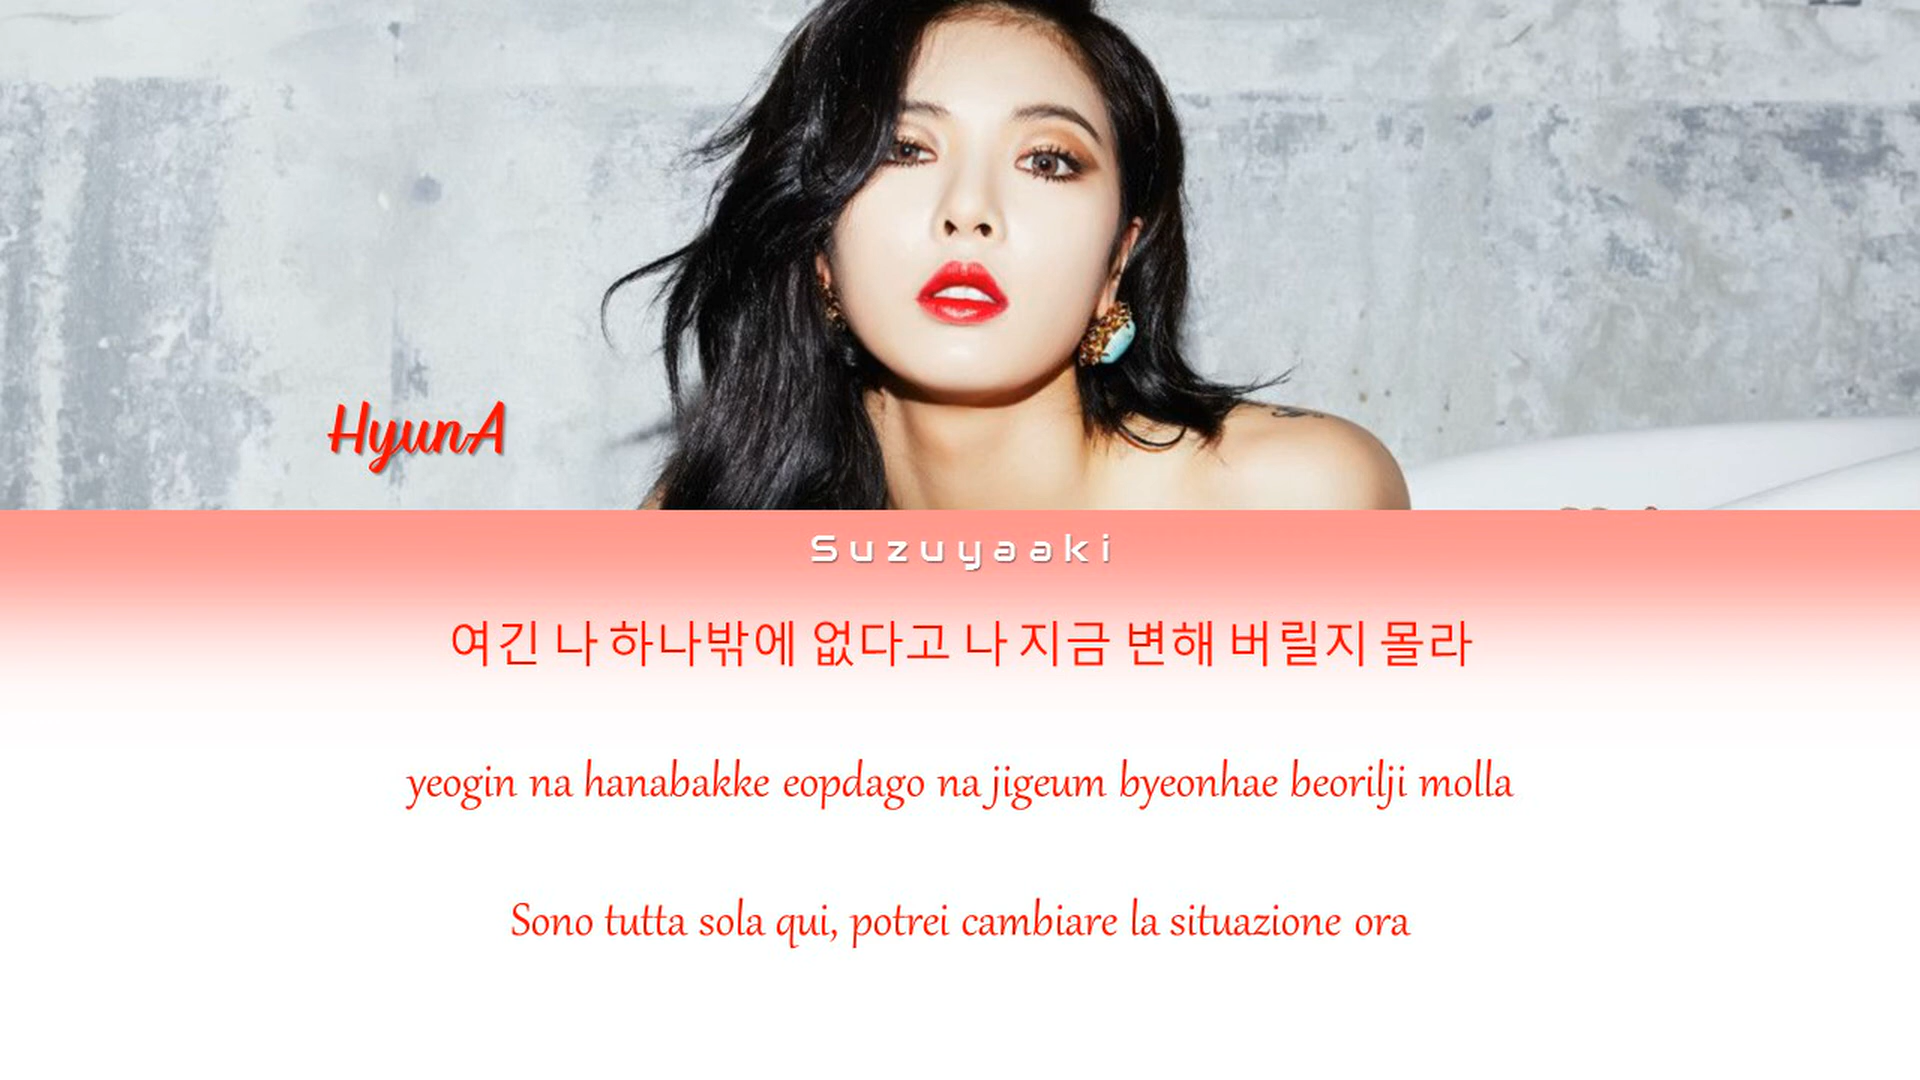 HyunA
Suzuyaaki
여긴 나 하나밖에 없다고 나 지금 변해 버릴지 몰라
yeogin na hanabakke eopdago na jigeum byeonhae beorilji molla
Sono tutta sola qui, potrei cambiare la situazione ora